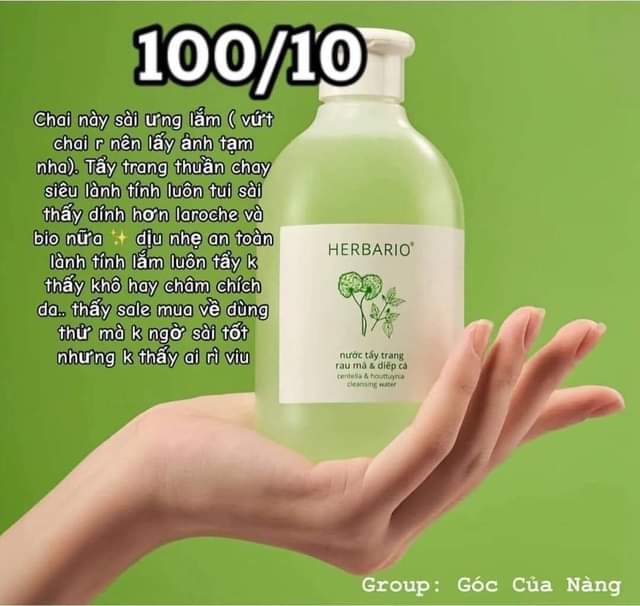 100/10
Chai này sài ưng lắm ( vứt
chai r nên lấy ảnh tạm
nha). Tẩy trang thuần chay
siêu lành tính luôn tui sài
thấy dính hơn laroche và
bio nữa ✨ dịu nhẹ an toàn
lành tính lắm luôn tẩy k
thấy khô hay châm chích
da.. thấy sale mua về dùng
thử mà k ngờ sài tốt
nhưng k thấy ai rì viu
HERBARIO®
nước tẩy trang
rau má & diếp cá
centella & houttuynia
cleansing water
Group: Góc Của Nàng